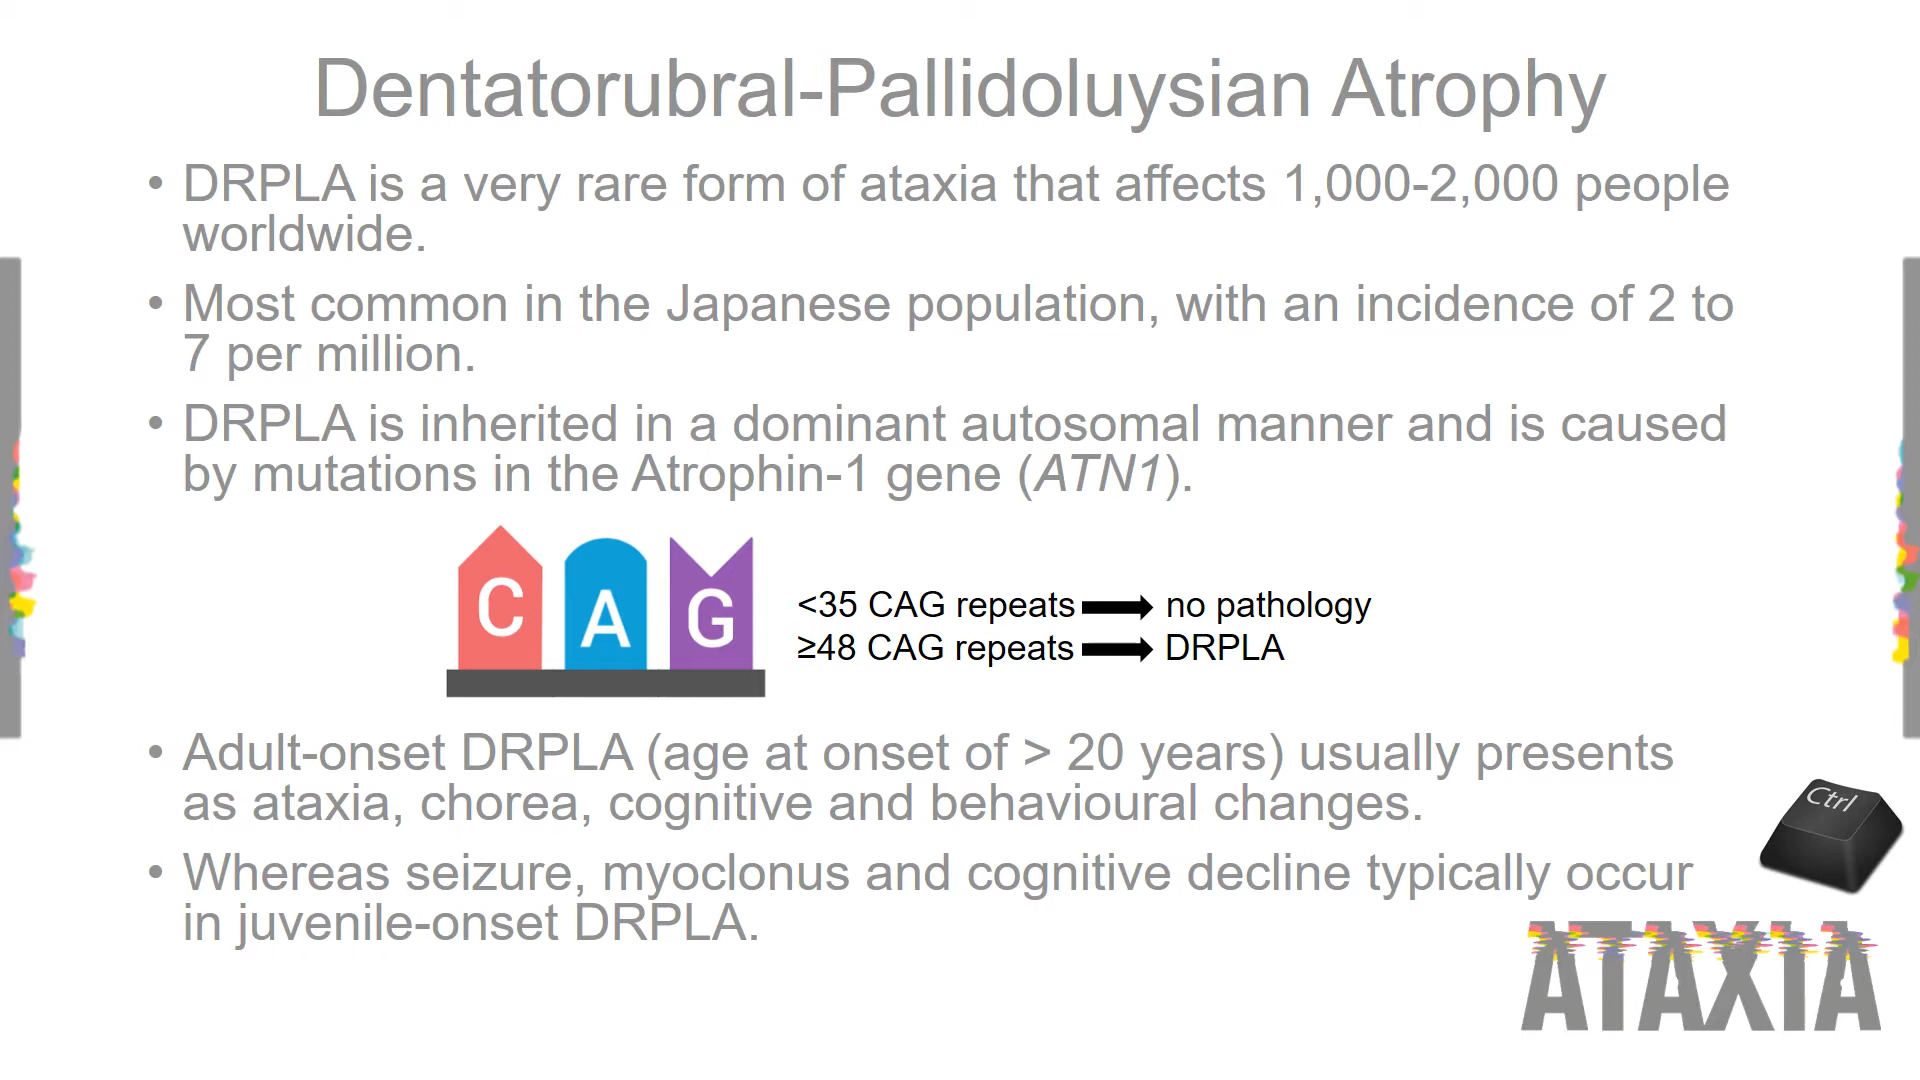 Dentatorubral-Pallidoluysian Atrophy
• DRPLA is a very rare form of ataxia that affects 1,000-2,000 people
worldwide.
• Most common in the Japanese population, with an incidence of 2 to
7 per million.
• DRPLA is inherited in a dominant autosomal manner and is caused
by mutations in the Atrophin-1 gene (ATN1).
C A G
<35 CAG repeats no pathology
≥48 CAG repeats DRPLA
• Adult-onset DRPLA (age at onset of > 20 years) usually presents
as ataxia, chorea, cognitive and behavioural changes.
• Whereas seizure, myoclonus and cognitive decline typically occur
in juvenile-onset DRPLA.
Ctrl
ATAXIA